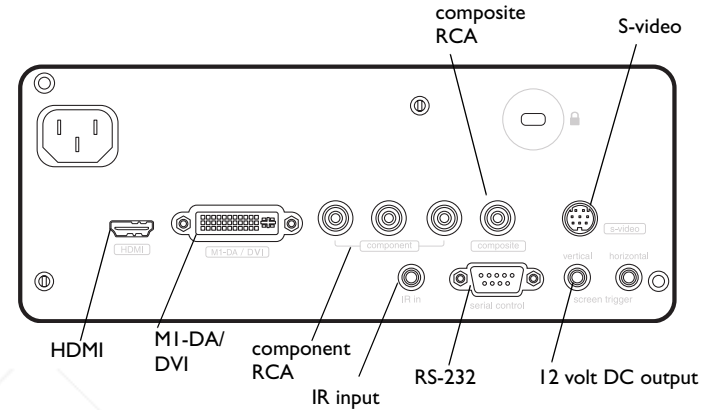 composite
RCA
S-video
HDMI
M1-DA / DVI
component
composite
s-video
vertical
horizontal
IR in
serial control
screen trigger
HDMI
M1-DA/
DVI
component
RCA
IR input
RS-232
12 volt DC output